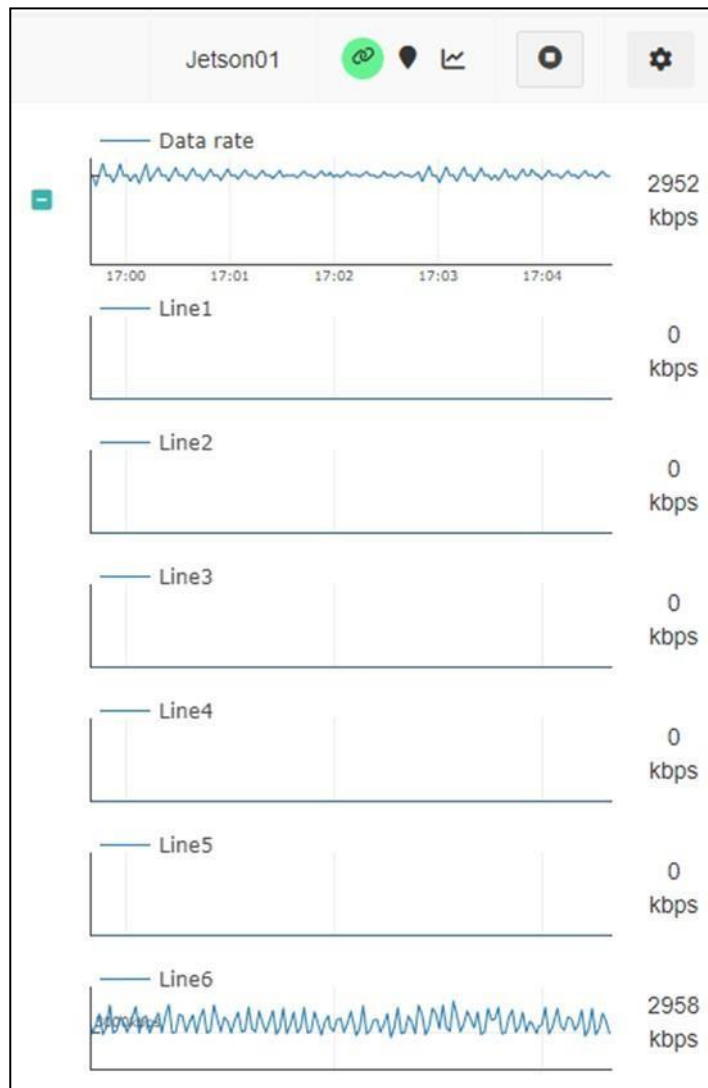 Jetson01
Data rate
2952
kbps
17:00 17:01 17:02 17:03 17:04
Line1
0
kbps
Line2
0
kbps
Line3
0
kbps
Line4
0
kbps
Line5
0
kbps
Line6
2958
kbps